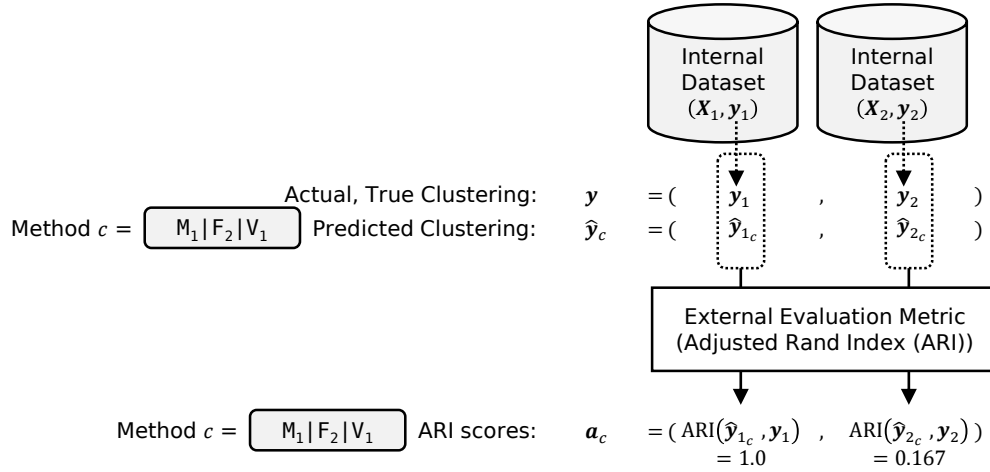 Internal Dataset (𝑿₁, 𝒚₁)
Internal Dataset (𝑿₂, 𝒚₂)
Actual, True Clustering: 𝒚 = ( 𝒚₁ , 𝒚₂ )
Method 𝑐 = M₁|F₂|V₁ Predicted Clustering: 𝒚̂_𝑐 = ( 𝒚̂_{1_𝑐} , 𝒚̂_{2_𝑐} )
External Evaluation Metric
(Adjusted Rand Index (ARI))
Method 𝑐 = M₁|F₂|V₁ ARI scores: 𝒂_𝑐 = ( ARI(𝒚̂_{1_𝑐}, 𝒚₁) , ARI(𝒚̂_{2_𝑐}, 𝒚₂) )
= 1.0 = 0.167